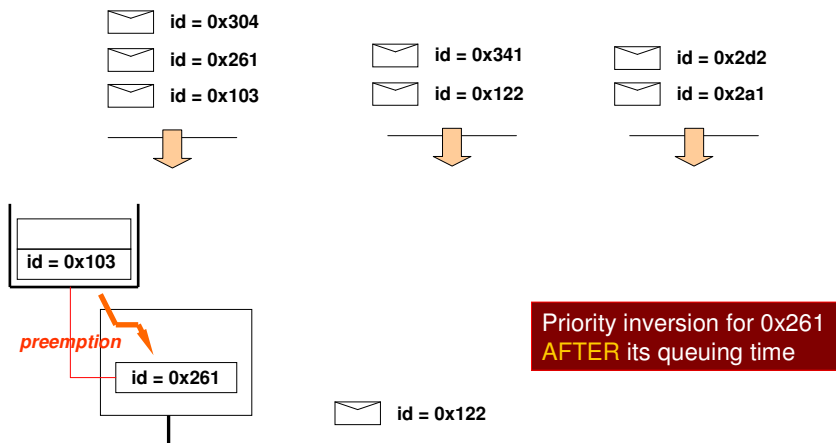 id = 0x304
id = 0x261
id = 0x103
id = 0x341
id = 0x122
id = 0x2d2
id = 0x2a1
id = 0x103
preemption
id = 0x261
id = 0x122
Priority inversion for 0x261
AFTER its queuing time